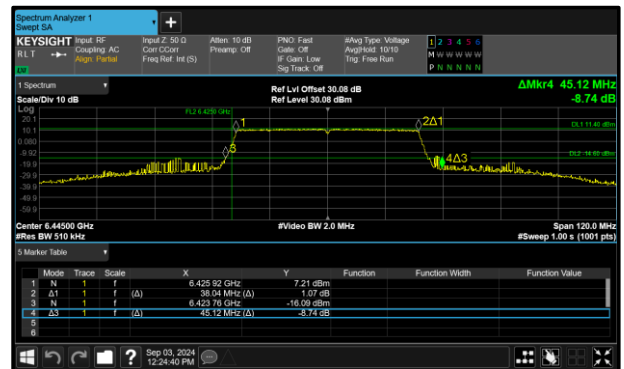 Spectrum Analyzer 1
Swept SA
+
KEYSIGHT Input: RF Input Z: 50 Ω Atten: 10 dB PNO: Fast #Avg Type: Voltage 1 2 3 4 5 6
RLT Coupling: AC Corr CCorr Preamp: Off Gate: Off Avg|Hold: 10/10 M W W W W W
Align: Partial Freq Ref: Int (S) IF Gain: Low Trig: Free Run
Sig Track: Off P N N N N N
LXI
1 Spectrum Ref Lvl Offset 30.08 dB ΔMkr4 45.12 MHz
Scale/Div 10 dB Ref Level 30.08 dBm -8.74 dB
Log
20.1 FL2 6.4250 GHz
10.1 1 2Δ1 DL1 11.40 dBm
0.080
-9.92 3 4Δ3 DL2 -14.60 dBm
-19.9
-29.9
-39.9
-49.9
-59.9
Center 6.44500 GHz #Video BW 2.0 MHz Span 120.0 MHz
#Res BW 510 kHz #Sweep 1.00 s (1001 pts)
5 Marker Table
Mode Trace Scale X Y Function Function Width Function Value
1 N 1 f 6.425 92 GHz 7.21 dBm
2 Δ1 1 f (Δ) 38.04 MHz (Δ) 1.07 dB
3 N 1 f 6.423 76 GHz -16.09 dBm
4 Δ3 1 f (Δ) 45.12 MHz (Δ) -8.74 dB
5
6
? Sep 03, 2024
12:24:40 PM